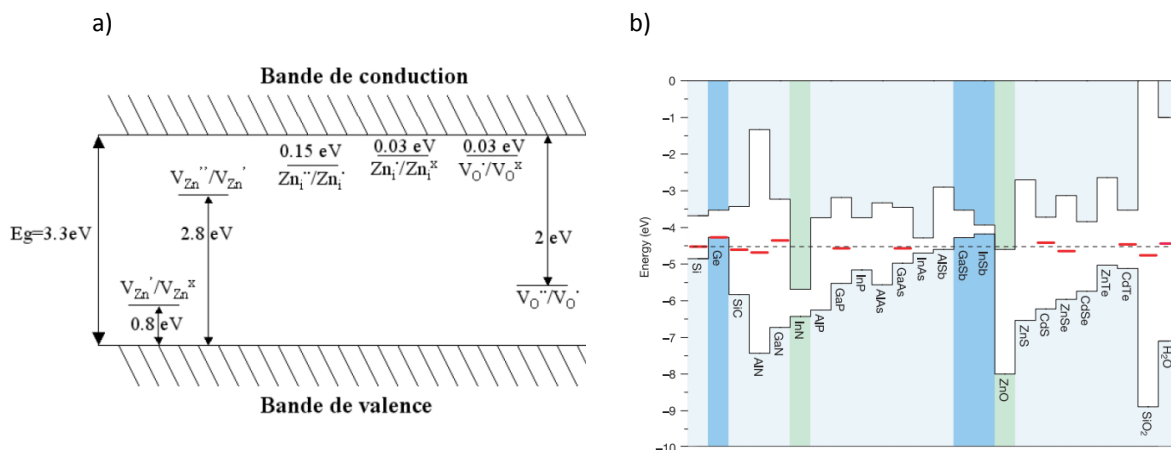 a)
Bande de conduction
0.15 eV
Zn_i¨/Zn_i˙
0.03 eV
Zn_i˙/Zn_i^x
0.03 eV
V_O˙/V_O^x
V_Zn''/V_Zn'
Eg=3.3eV
2.8 eV
2 eV
V_Zn'/V_Zn^x
0.8 eV
V_O¨/V_O˙
Bande de valence
b)
0
−1
−2
−3
−4
−5
−6
−7
−8
−9
−10
Energy (eV)
Si
Ge
SiC
AlN
GaN
InN
AlP
GaP
InP
AlAs
GaAs
InAs
AlSb
GaSb
InSb
ZnO
ZnS
CdS
ZnSe
CdSe
ZnTe
CdTe
SiO₂
H₂O